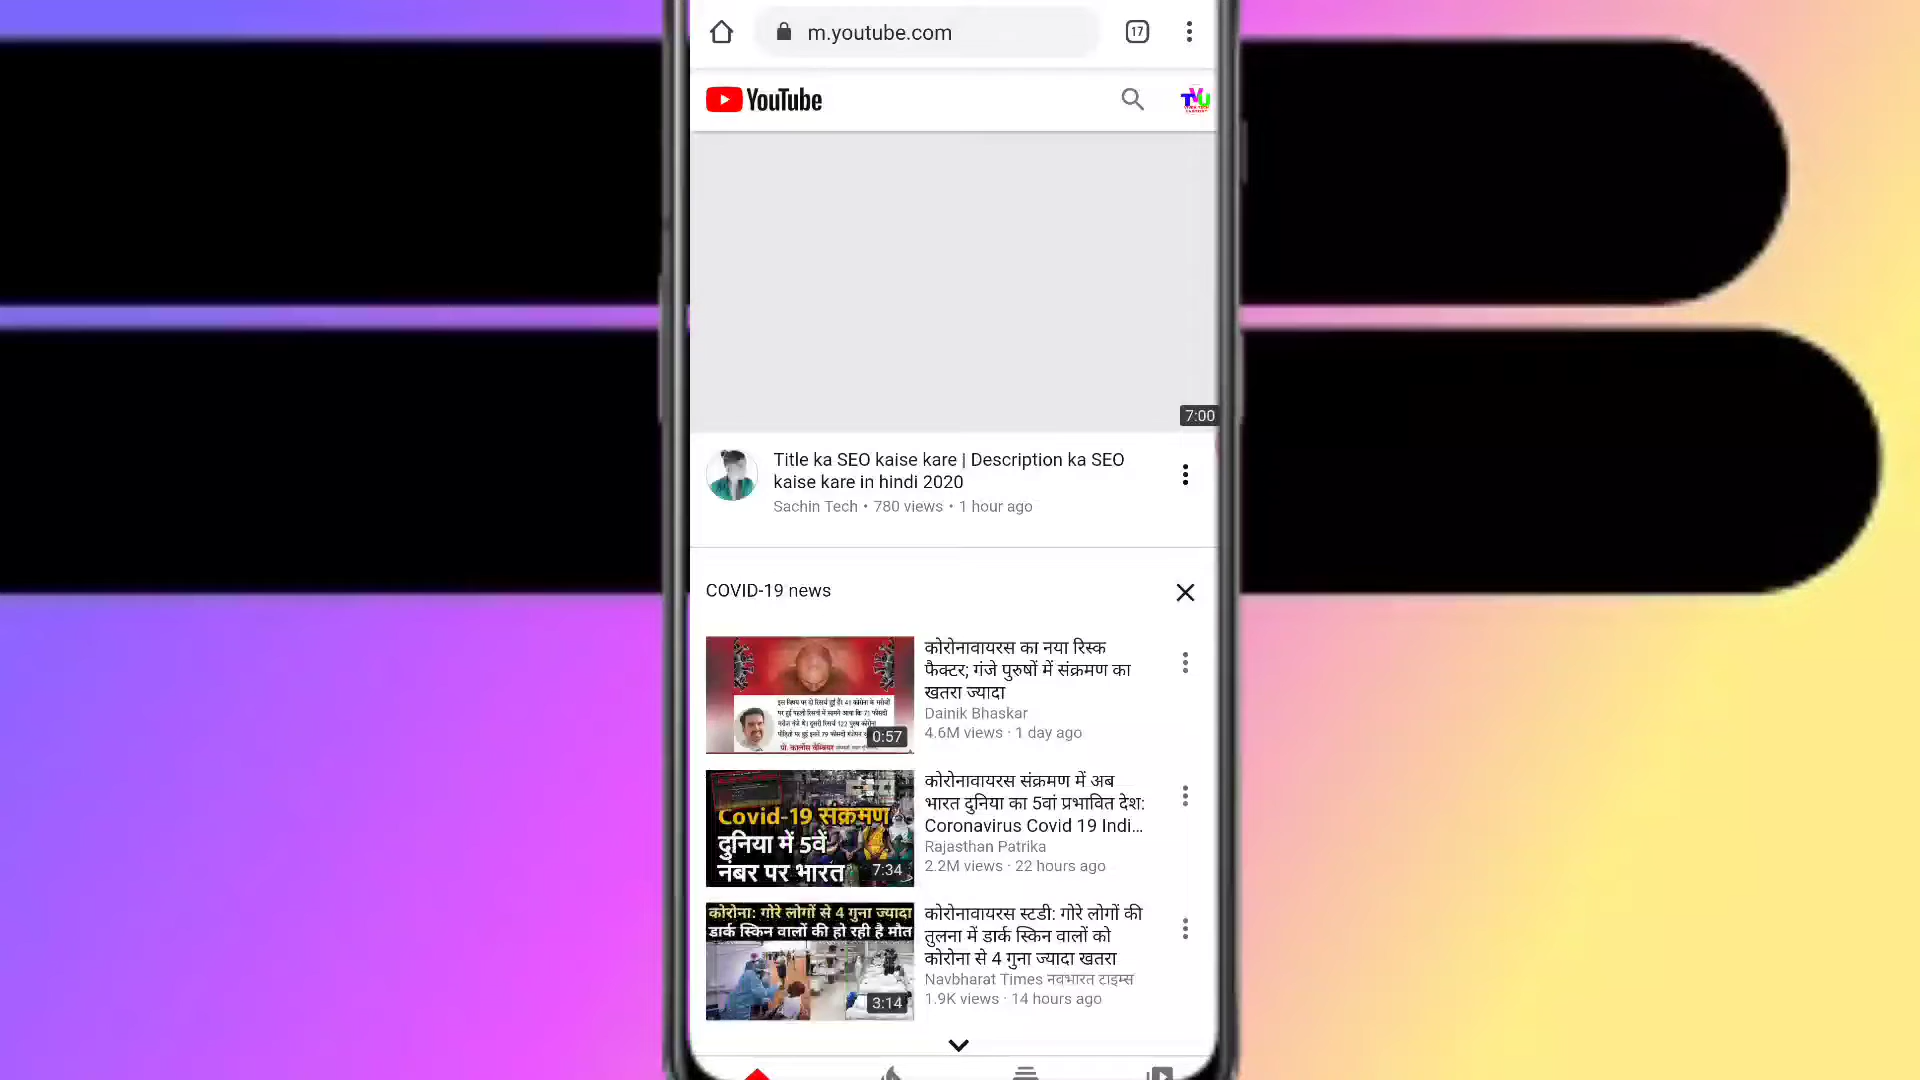 m.youtube.com
17
YouTube
TVU
7:00
Title ka SEO kaise kare | Description ka SEO
kaise kare in hindi 2020
Sachin Tech • 780 views • 1 hour ago
COVID-19 news
कोरोनावायरस का नया रिस्क
फैक्टर; गंजे पुरुषों में संक्रमण का
खतरा ज्यादा
Dainik Bhaskar
4.6M views · 1 day ago
0:57
कोरोनावायरस संक्रमण में अब
भारत दुनिया का 5वां प्रभावित देश:
Coronavirus Covid 19 Indi...
Rajasthan Patrika
2.2M views · 22 hours ago
Covid-19 संक्रमण
दुनिया में 5वें
नंबर पर भारत
7:34
कोरोना: गोरे लोगों से 4 गुना ज्यादा
डार्क स्किन वालों की हो रही है मौत
3:14
कोरोनावायरस स्टडी: गोरे लोगों की
तुलना में डार्क स्किन वालों को
कोरोना से 4 गुना ज्यादा खतरा
Navbharat Times नवभारत टाइम्स
1.9K views · 14 hours ago